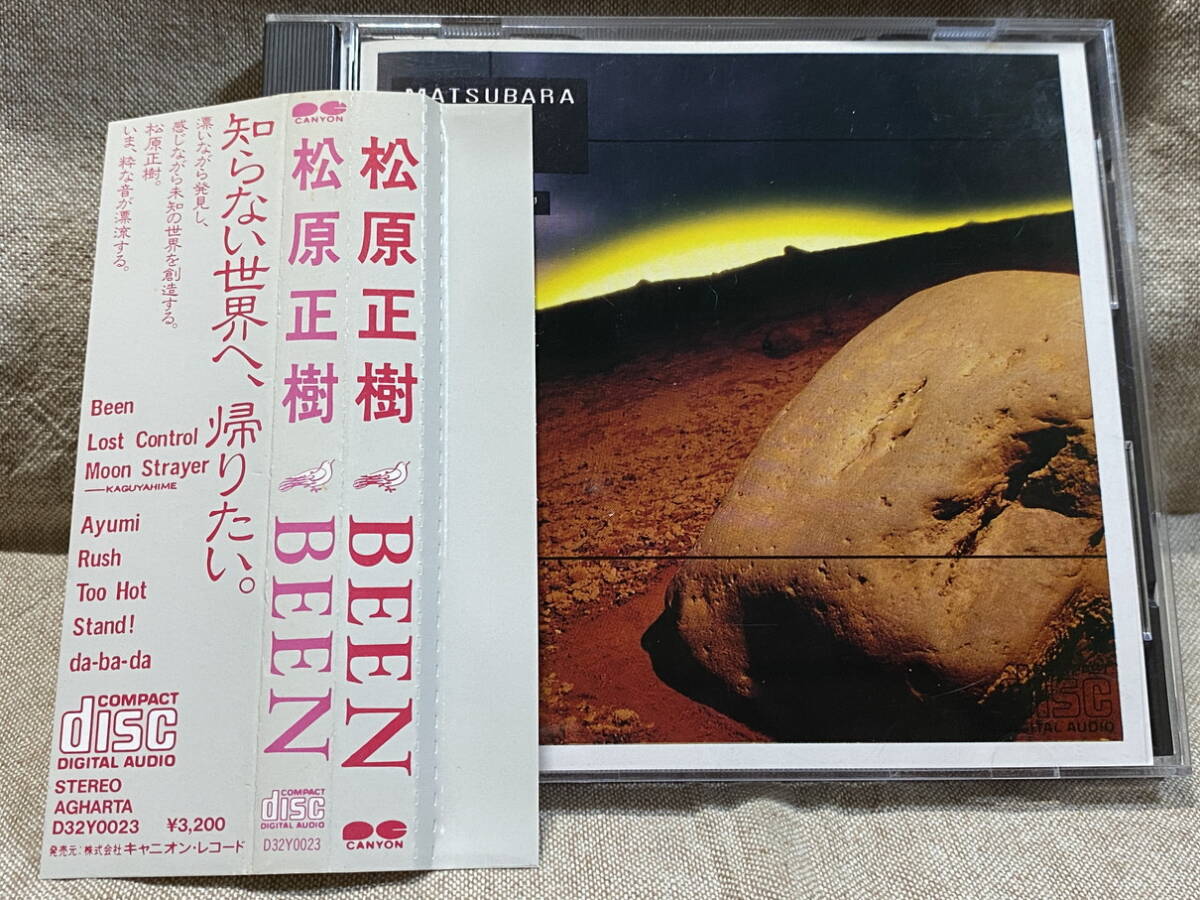 MATSUBARA
知らない世界へ、帰りたい。
漂いながら発見し、
感じながら未知の世界を創造する。
松原正樹。
いま、粋な音が漂流する。
Been
Lost Control
Moon Strayer
—KAGUYAHIME
Ayumi
Rush
Too Hot
Stand!
da-ba-da
COMPACT
disc
DIGITAL AUDIO
STEREO
AGHARTA
D32Y0023 ¥3,200
発売元:株式会社キャニオン・レコード
CANYON
松原正樹
BEEN
COMPACT
disc
DIGITAL AUDIO
D32Y0023
松原正樹
BEEN
CANYON
disc
DIGITAL AUDIO